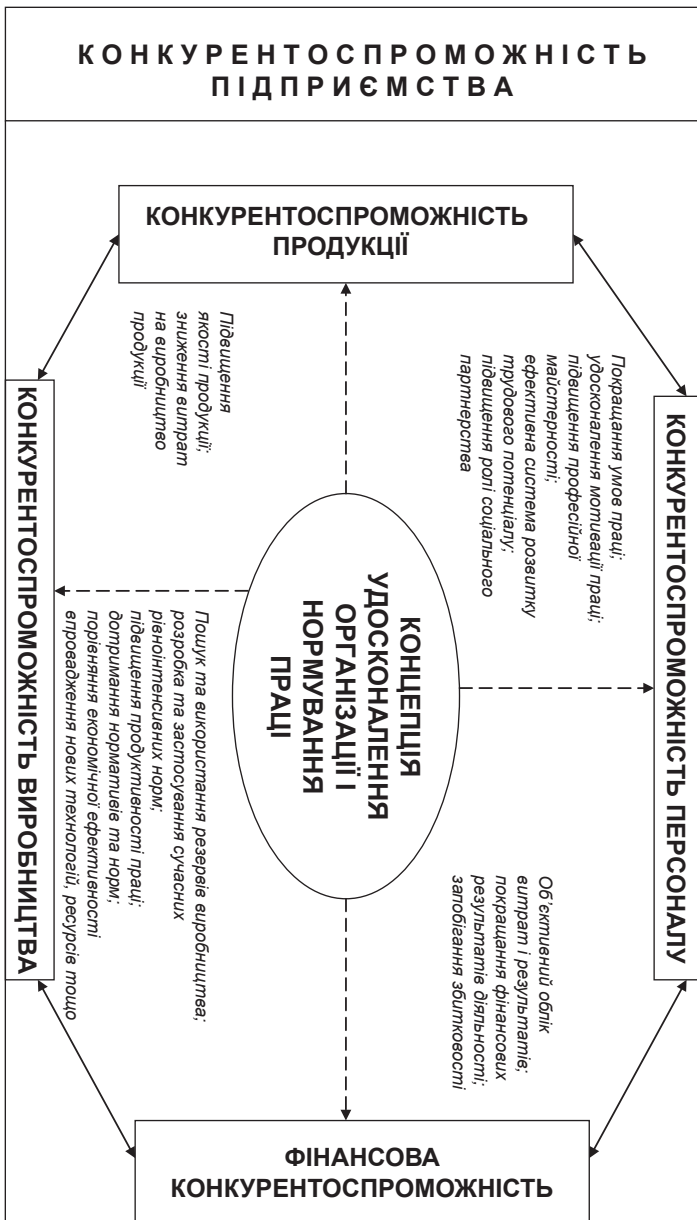 КОНКУРЕНТОСПРОМОЖНІСТЬ
ПІДПРИЄМСТВА
КОНКУРЕНТОСПРОМОЖНІСТЬ
ПРОДУКЦІЇ
Підвищення
якості продукції;
зниження витрат
на виробництво
продукції
Покращання умов праці;
удосконалення мотивації праці;
підвищення професійної
майстерності;
ефективна система розвитку
трудового потенціалу;
підвищення ролі соціального
партнерства
КОНКУРЕНТОСПРОМОЖНІСТЬ ВИРОБНИЦТВА
КОНЦЕПЦІЯ
УДОСКОНАЛЕННЯ
ОРГАНІЗАЦІЇ І
НОРМУВАННЯ
ПРАЦІ
КОНКУРЕНТОСПРОМОЖНІСТЬ ПЕРСОНАЛУ
Пошук та використання резервів виробництва;
розробка та застосування сучасних
рівноінтенсивних норм;
підвищення продуктивності праці;
дотримання нормативів та норм;
порівняння економічної ефективності
впровадження нових технологій, ресурсів тощо
Об'єктивний облік
витрат і результатів;
покращання фінансових
результатів діяльності;
запобігання збитковості
ФІНАНСОВА
КОНКУРЕНТОСПРОМОЖНІСТЬ